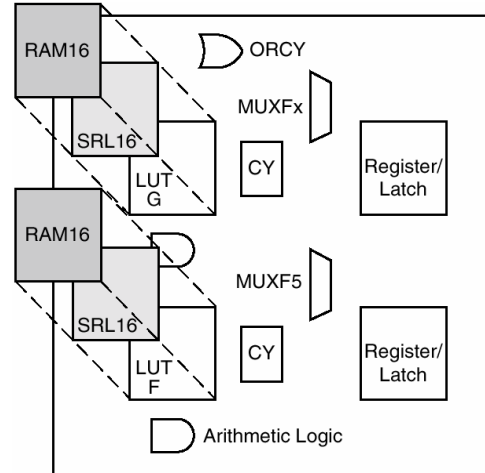 RAM16
ORCY
MUXFx
SRL16
LUT
G
CY
Register/
Latch
RAM16
MUXF5
SRL16
LUT
F
CY
Register/
Latch
Arithmetic Logic